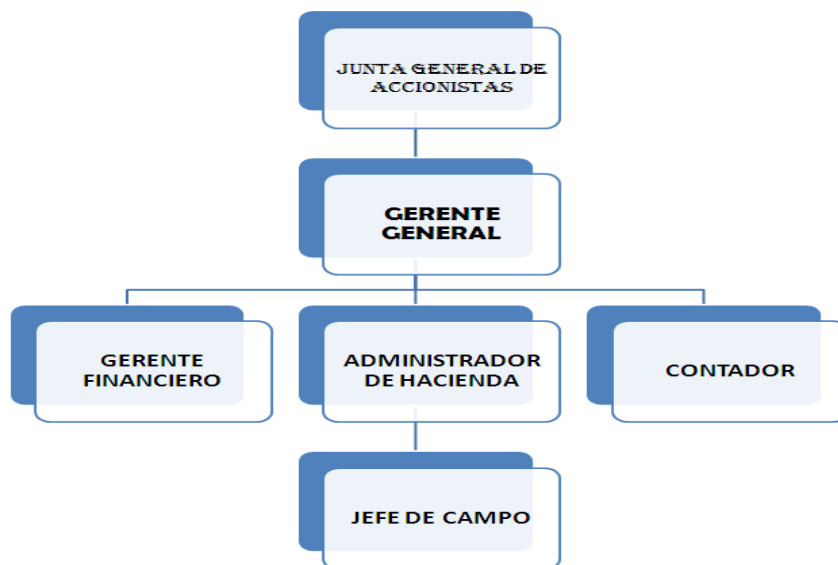 JUNTA GENERAL DE
ACCIONISTAS
GERENTE
GENERAL
GERENTE
FINANCIERO
ADMINISTRADOR
DE HACIENDA
CONTADOR
JEFE DE CAMPO